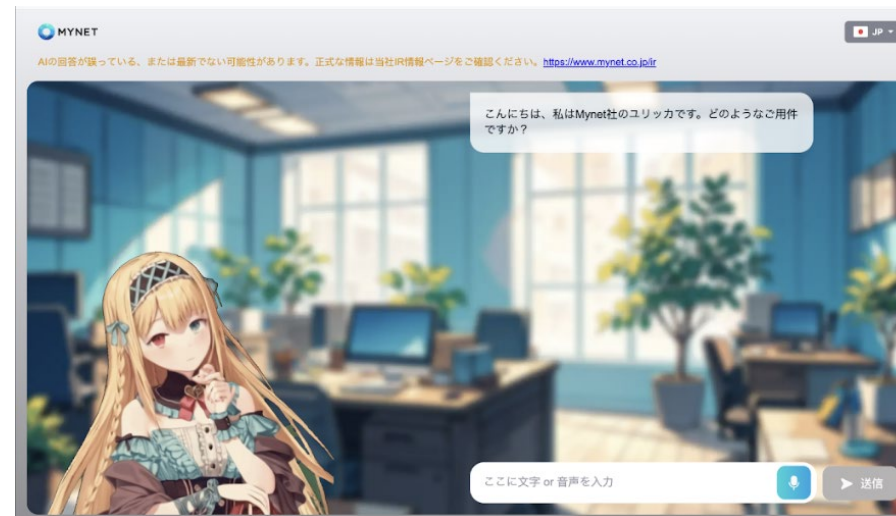 MYNET
JP
AIの回答が誤っている、または最新でない可能性があります。正式な情報は当社IR情報ページをご確認ください。https://www.mynet.co.jp/ir
こんにちは、私はMynet社のユリッカです。どのようなご用件
ですか？
ここに文字 or 音声を入力
送信